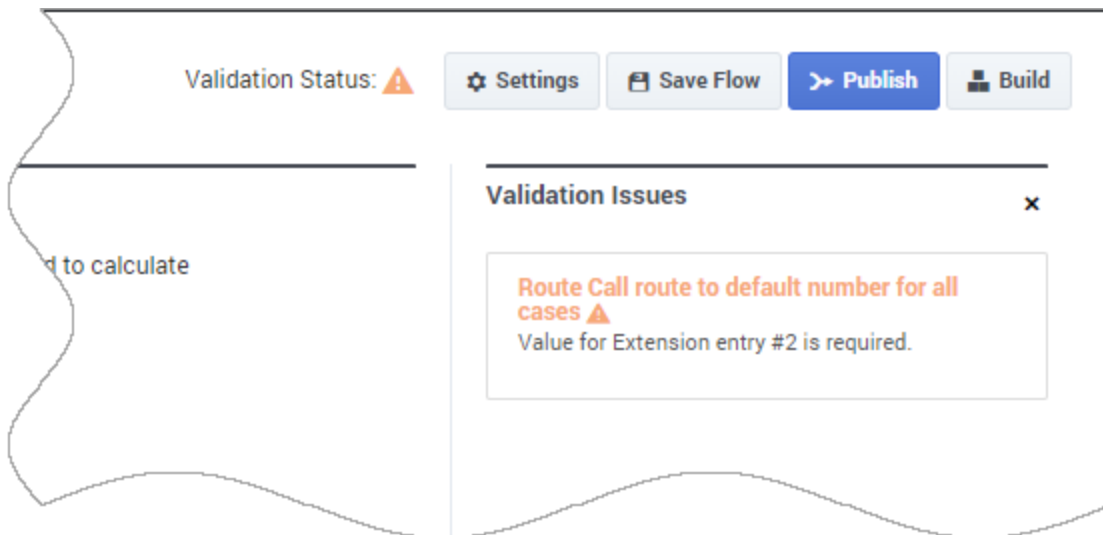 Validation Status:
Settings
Save Flow
Publish
Build
Validation Issues
to calculate
Route Call route to default number for all
cases
Value for Extension entry #2 is required.